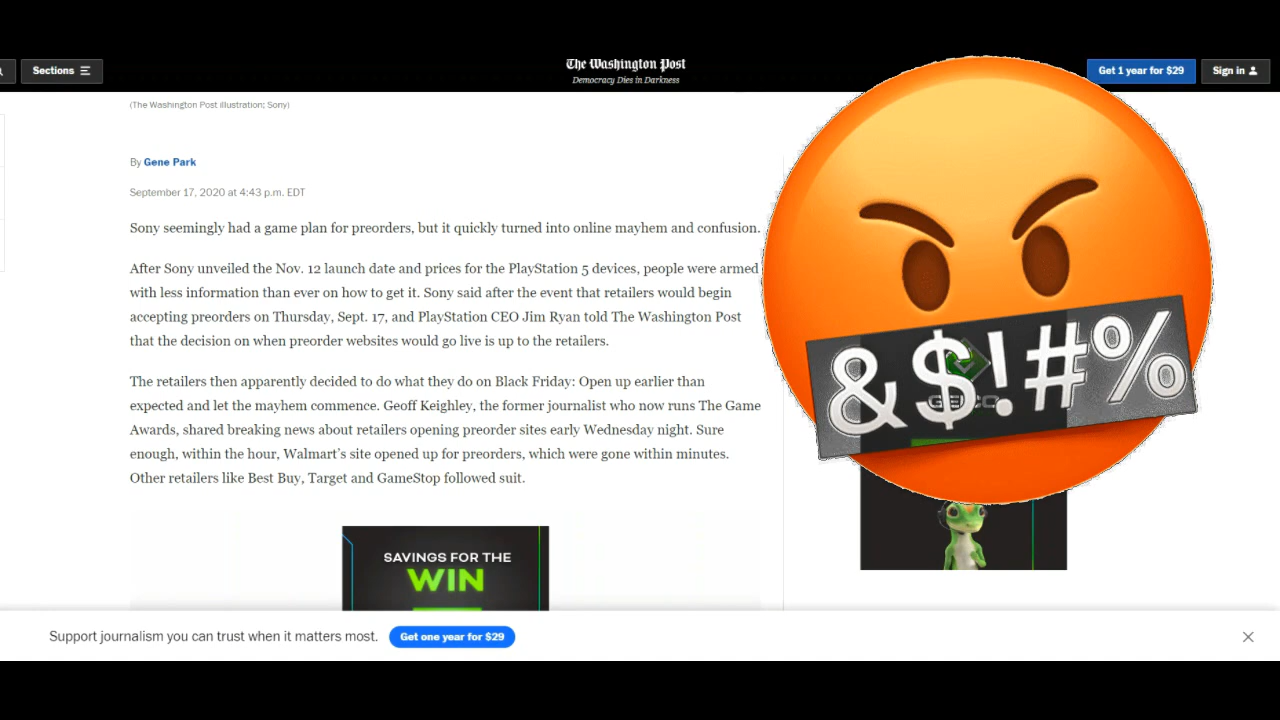 Sections
The Washington Post
Democracy Dies in Darkness
Get 1 year for $29
Sign in
(The Washington Post illustration; Sony)
By Gene Park
September 17, 2020 at 4:43 p.m. EDT
Sony seemingly had a game plan for preorders, but it quickly turned into online mayhem and confusion.
After Sony unveiled the Nov. 12 launch date and prices for the PlayStation 5 devices, people were armed
with less information than ever on how to get it. Sony said after the event that retailers would begin
accepting preorders on Thursday, Sept. 17, and PlayStation CEO Jim Ryan told The Washington Post
that the decision on when preorder websites would go live is up to the retailers.
The retailers then apparently decided to do what they do on Black Friday: Open up earlier than
expected and let the mayhem commence. Geoff Keighley, the former journalist who now runs The Game
Awards, shared breaking news about retailers opening preorder sites early Wednesday night. Sure
enough, within the hour, Walmart's site opened up for preorders, which were gone within minutes.
Other retailers like Best Buy, Target and GameStop followed suit.
&$!#%
GEICO
SAVINGS FOR THE
WIN
Support journalism you can trust when it matters most.
Get one year for $29